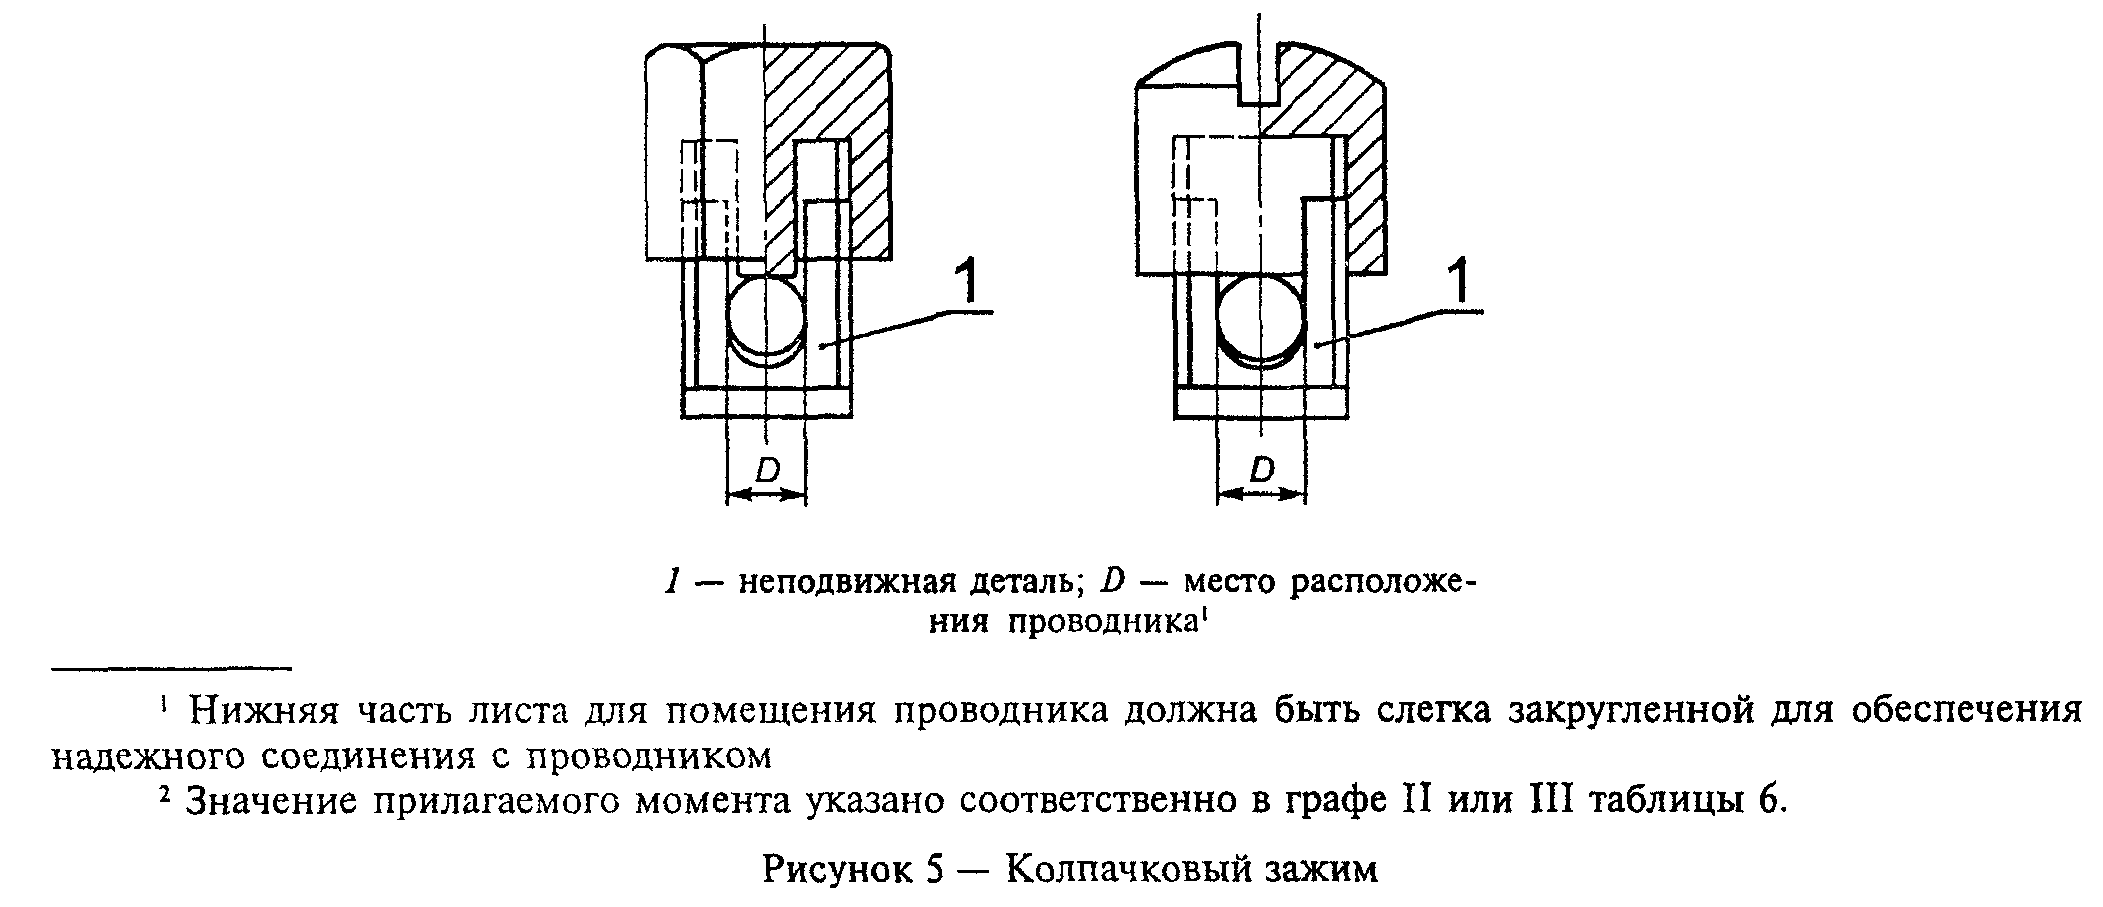 1
1
D
D
1 — неподвижная деталь; D — место расположе-
ния проводника¹
¹ Нижняя часть листа для помещения проводника должна быть слегка закругленной для обеспечения
надежного соединения с проводником
² Значение прилагаемого момента указано соответственно в графе II или III таблицы 6.
Рисунок 5 — Колпачковый зажим